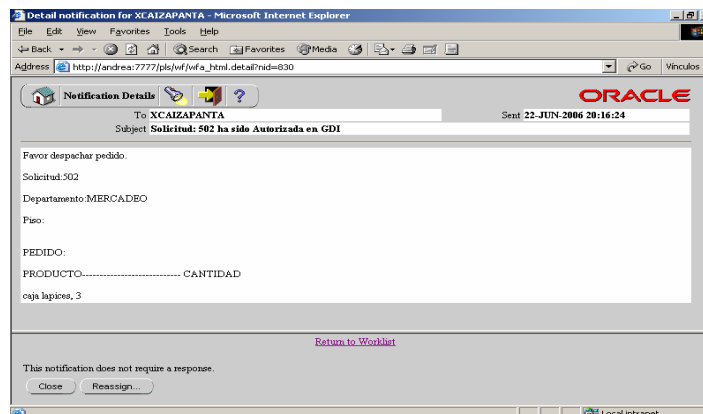 Detail notification for XCAIZAPANTA - Microsoft Internet Explorer
File Edit View Favorites Tools Help
Back Search Favorites Media
Address http://andrea:7777/pls/wf/wfa_html.detail?nid=830 Go Vínculos
Notification Details ? ORACLE
To XCAIZAPANTA Sent 22-JUN-2006 20:16:24
Subject Solicitud: 502 ha sido Autorizada en GDI
Favor despachar pedido.
Solicitud:502
Departamento:MERCADEO
Piso:
PEDIDO:
PRODUCTO---------------------------- CANTIDAD
caja lapices, 3
Return to Worklist
This notification does not require a response.
Close Reassign...
Local intranet